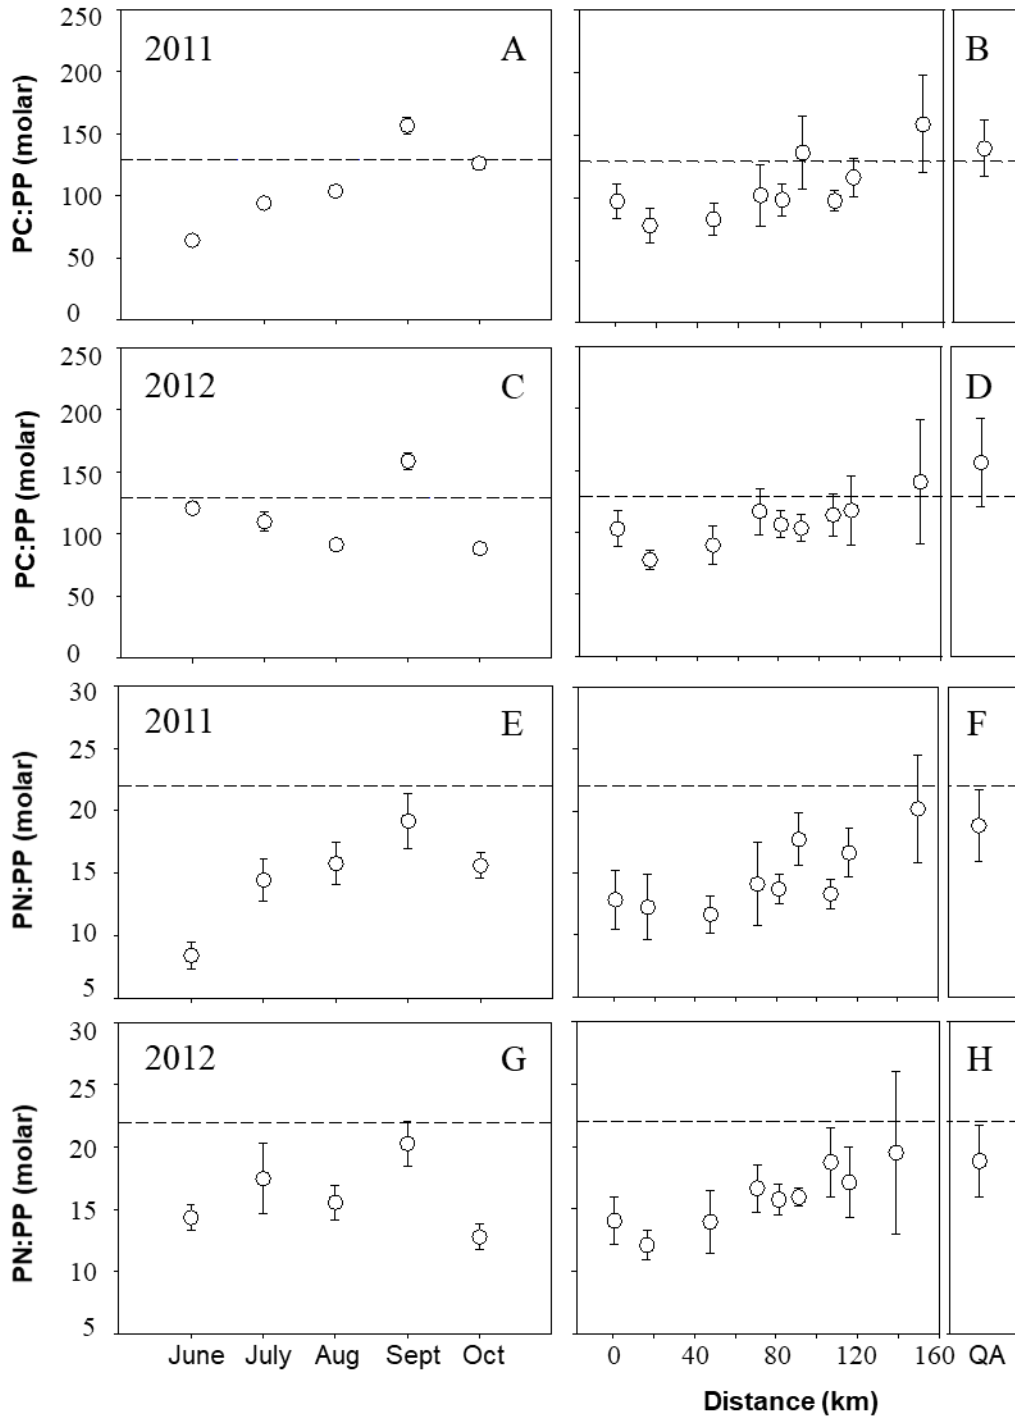 250
200
150
100
50
0
PC:PP (molar)
2011
A
B
250
200
150
100
50
0
PC:PP (molar)
2012
C
D
30
25
20
15
10
5
PN:PP (molar)
2011
E
F
30
25
20
15
10
5
PN:PP (molar)
2012
G
H
June July Aug Sept Oct
0 40 80 120 160 QA
Distance (km)